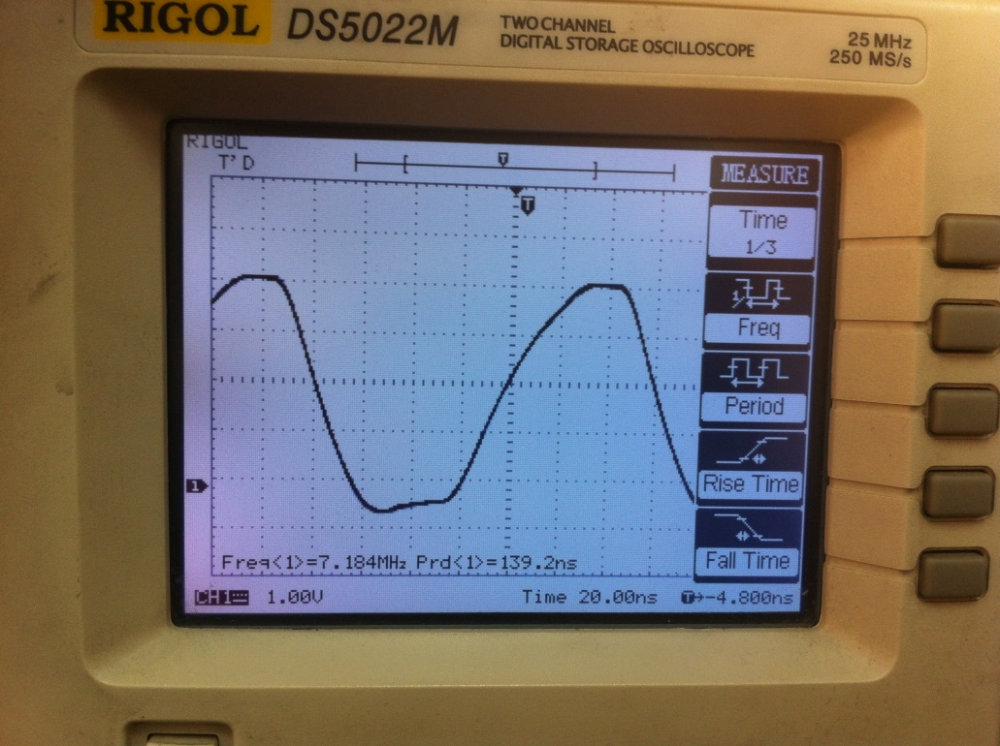 RIGOL DS5022M TWO CHANNEL
DIGITAL STORAGE OSCILLOSCOPE
25 MHz
250 MS/s
RIGOL
T'D
T
T
MEASURE
Time
1/3
Freq
Period
Rise Time
Fall Time
1
Freq<1>=7.184MHz Prd<1>=139.2ns
CH1 1.00V Time 20.00ns T→-4.800ns